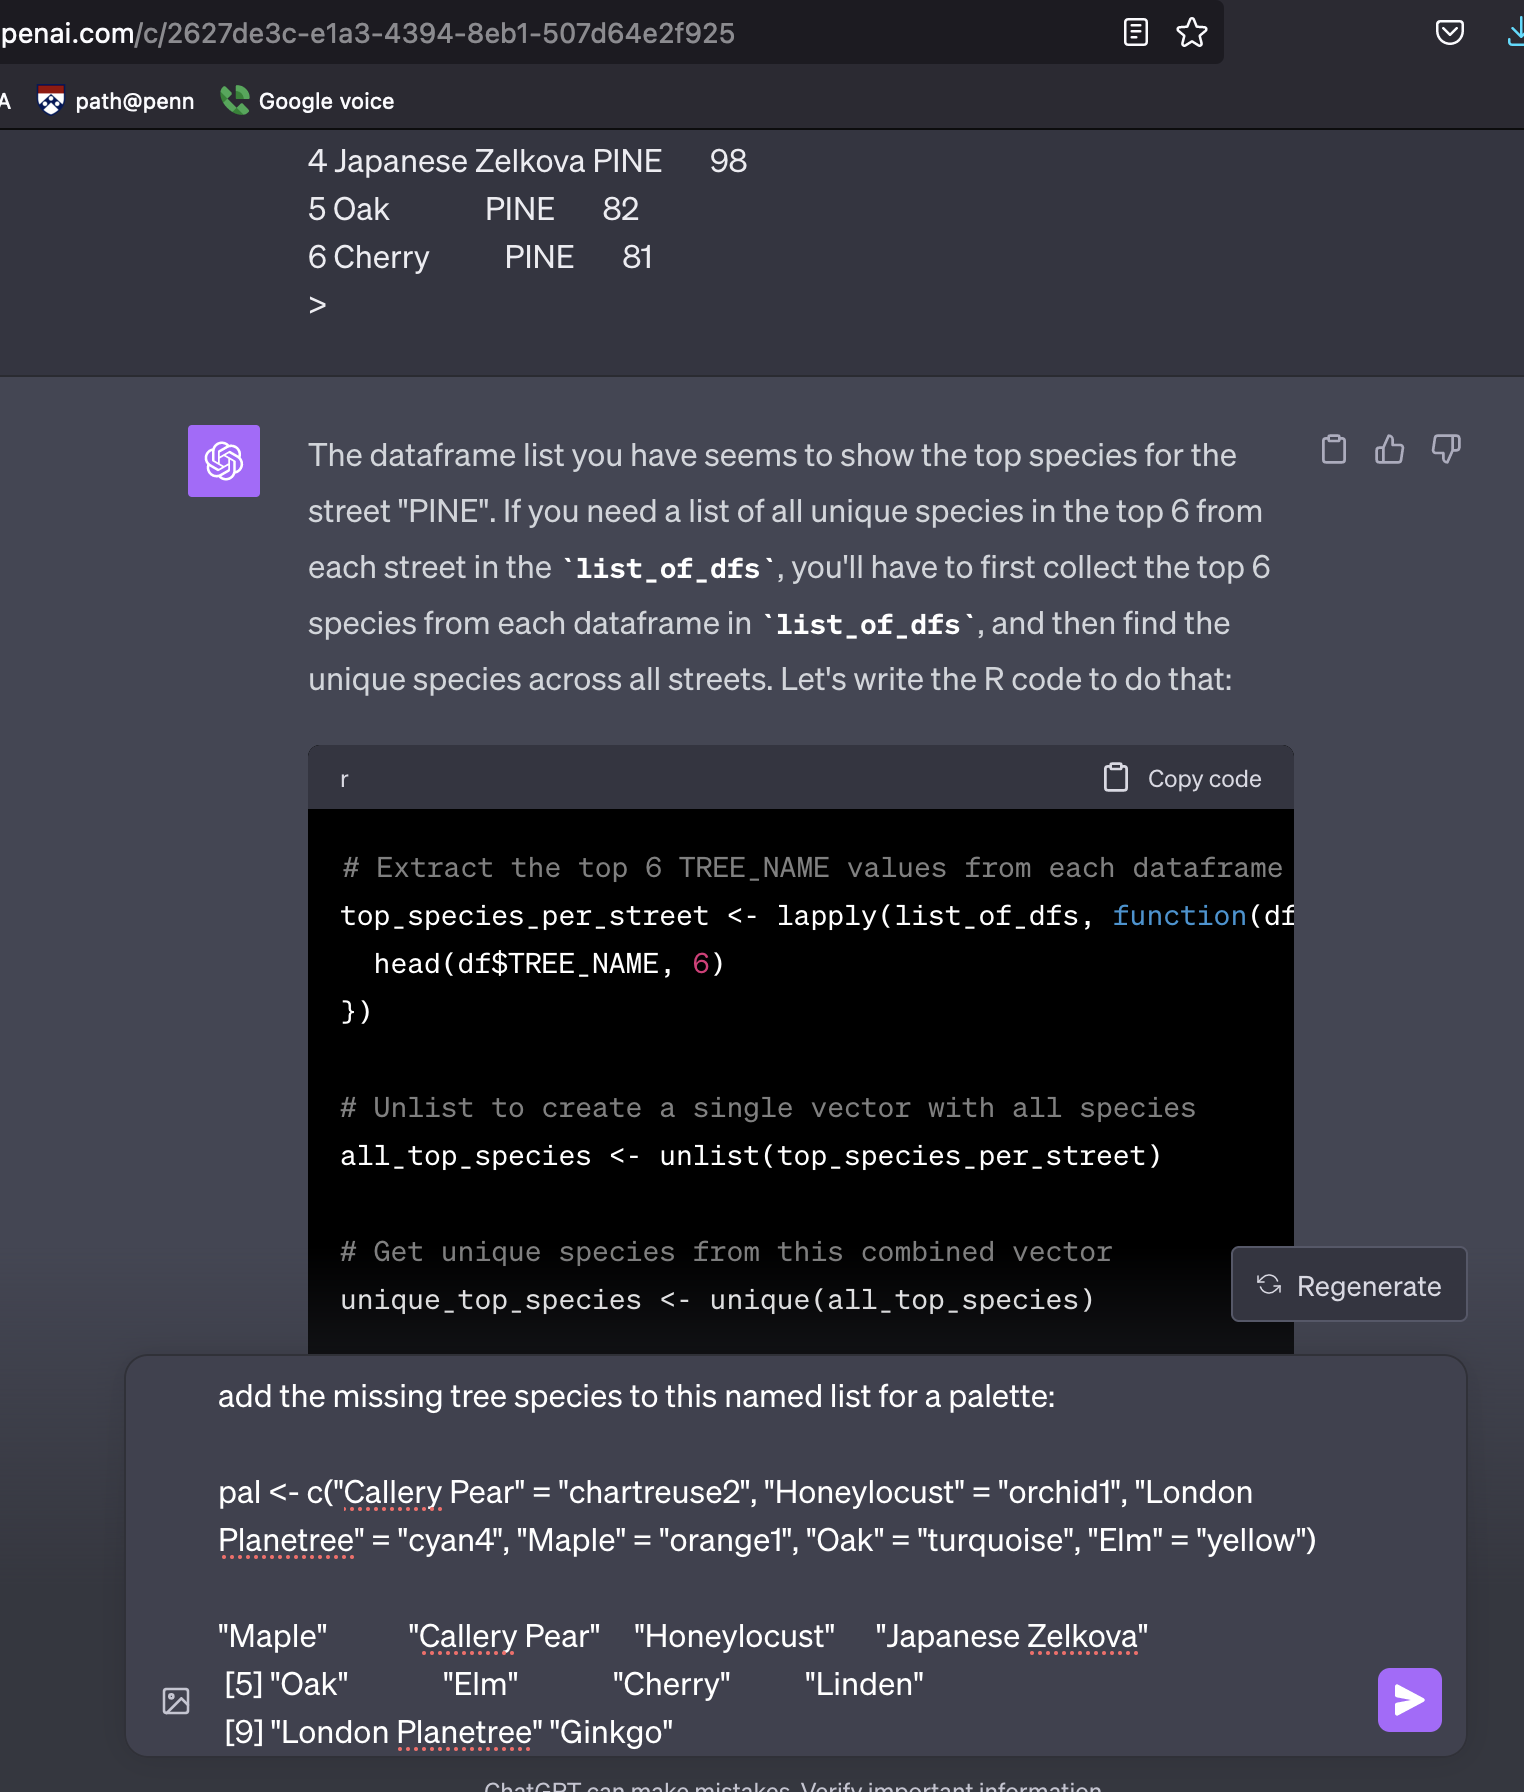 penai.com/c/2627de3c-e1a3-4394-8eb1-507d64e2f925
A path@penn Google voice
4 Japanese Zelkova PINE 98
5 Oak PINE 82
6 Cherry PINE 81
>
The dataframe list you have seems to show the top species for the
street "PINE". If you need a list of all unique species in the top 6 from
each street in the `list_of_dfs`, you'll have to first collect the top 6
species from each dataframe in `list_of_dfs`, and then find the
unique species across all streets. Let's write the R code to do that:
r Copy code
# Extract the top 6 TREE_NAME values from each dataframe
top_species_per_street <- lapply(list_of_dfs, function(df
head(df$TREE_NAME, 6)
})
# Unlist to create a single vector with all species
all_top_species <- unlist(top_species_per_street)
# Get unique species from this combined vector
unique_top_species <- unique(all_top_species)
Regenerate
add the missing tree species to this named list for a palette:
pal <- c("Callery Pear" = "chartreuse2", "Honeylocust" = "orchid1", "London
Planetree" = "cyan4", "Maple" = "orange1", "Oak" = "turquoise", "Elm" = "yellow")
"Maple" "Callery Pear" "Honeylocust" "Japanese Zelkova"
[5] "Oak" "Elm" "Cherry" "Linden"
[9] "London Planetree" "Ginkgo"
ChatGPT can make mistakes. Verify important information.